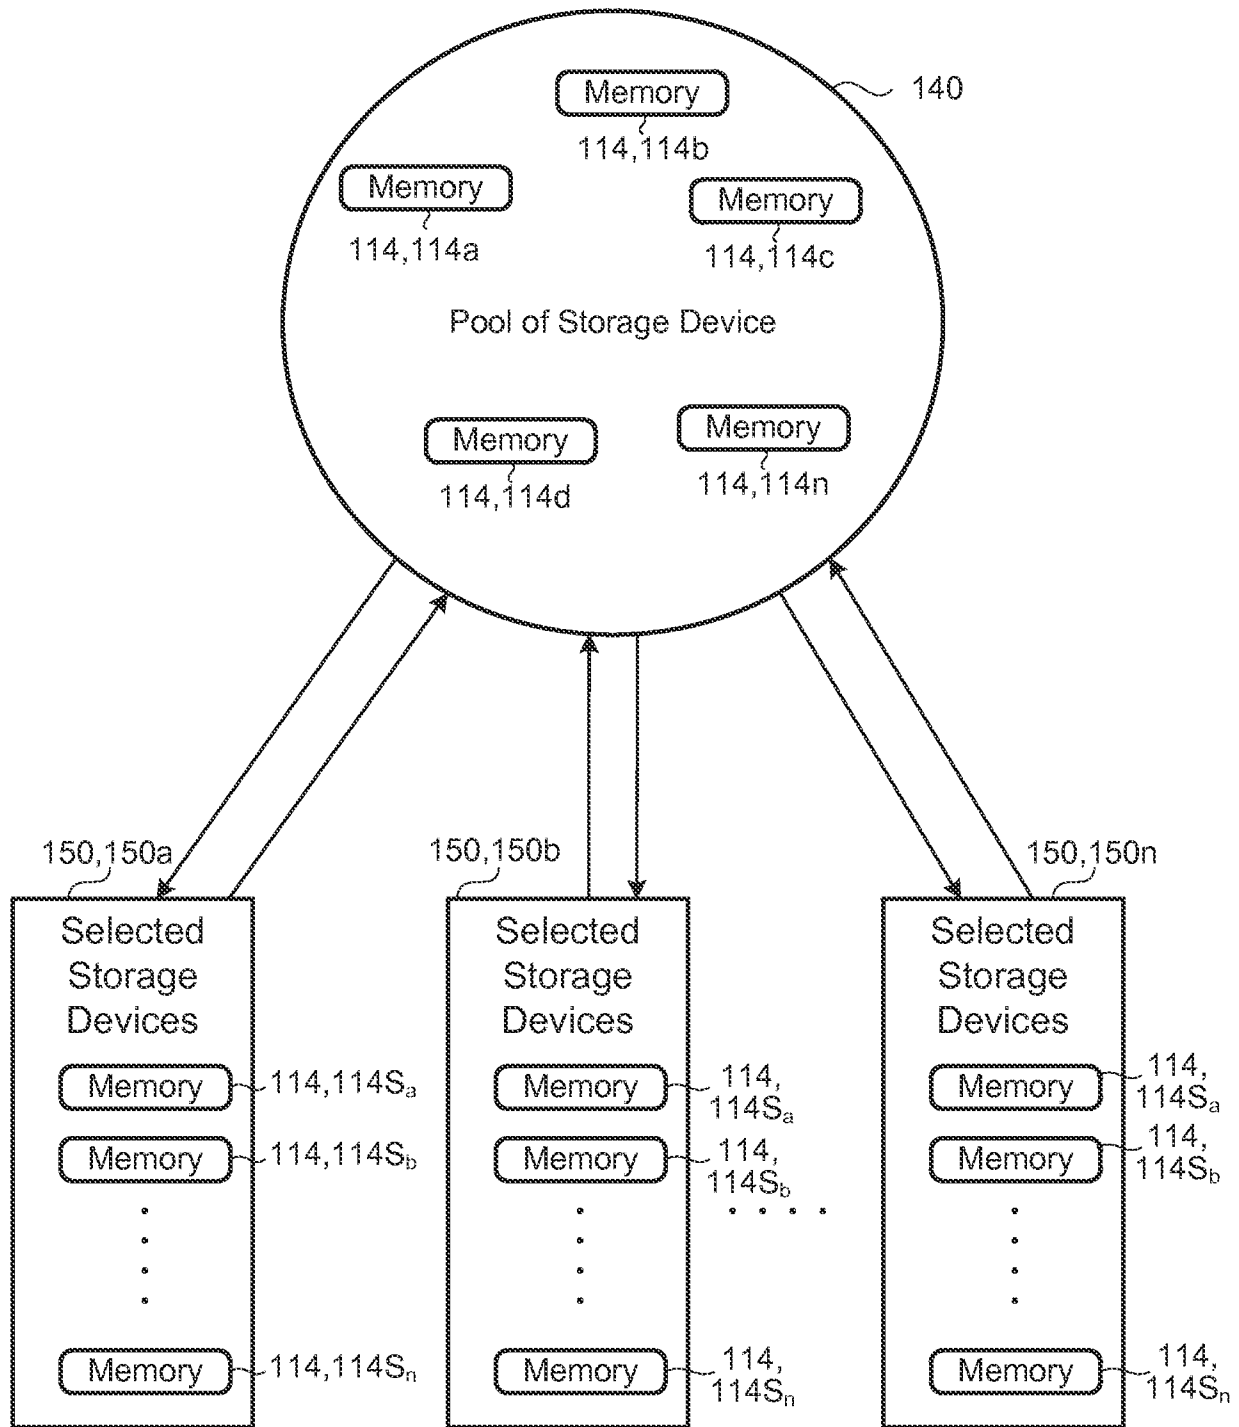 140
Memory
114,114b
Memory
114,114a
Memory
114,114c
Pool of Storage Device
Memory
114,114d
Memory
114,114n
150,150a
Selected
Storage
Devices
Memory
114,114Sₐ
Memory
114,114S_b
Memory
114,114Sₙ
150,150b
Selected
Storage
Devices
Memory
114,
114Sₐ
Memory
114,
114S_b
Memory
114,
114Sₙ
150,150n
Selected
Storage
Devices
Memory
114,
114Sₐ
Memory
114,
114S_b
Memory
114,
114Sₙ